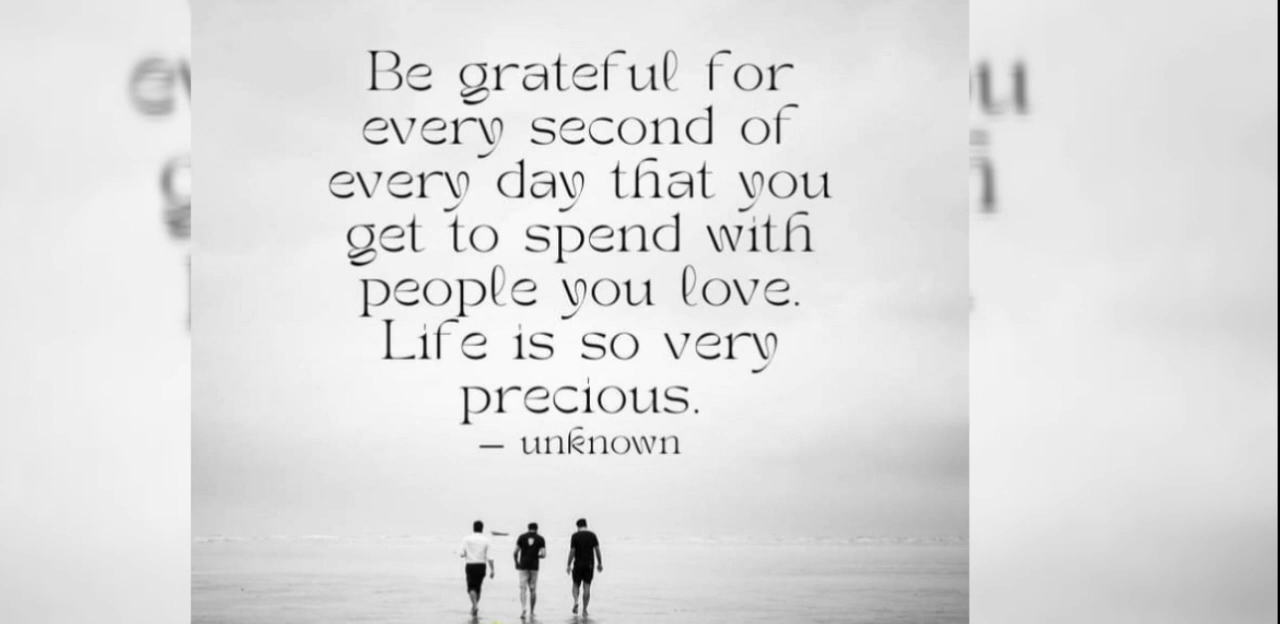 Be grateful for
every second of
every day that you
get to spend with
people you love.
Life is so very
precious.
– unknown